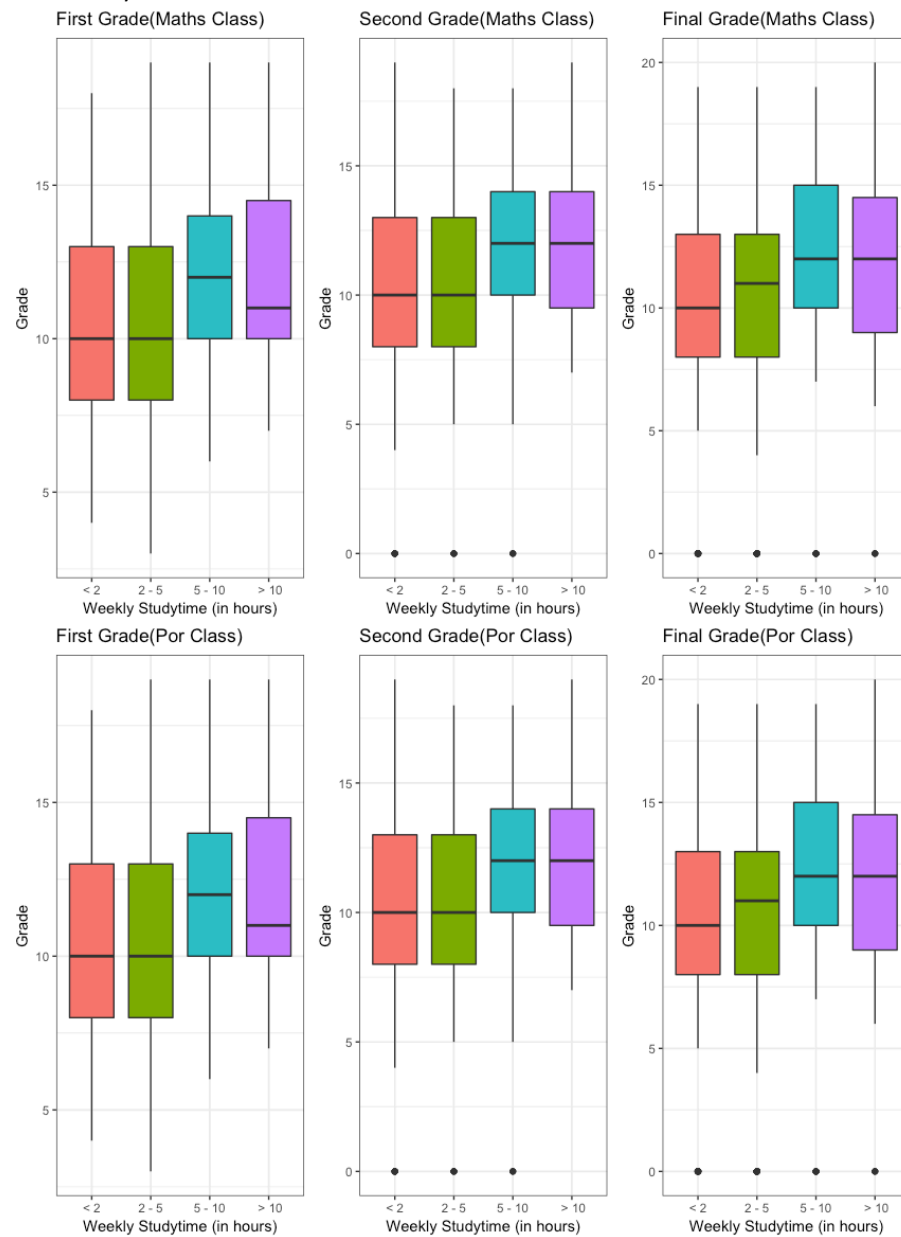 First Grade(Maths Class)
Second Grade(Maths Class)
Final Grade(Maths Class)
Grade
15
10
5
< 2
2 - 5
5 - 10
> 10
Weekly Studytime (in hours)
Grade
15
10
5
0
< 2
2 - 5
5 - 10
> 10
Weekly Studytime (in hours)
Grade
20
15
10
5
0
< 2
2 - 5
5 - 10
> 10
Weekly Studytime (in hours)
First Grade(Por Class)
Second Grade(Por Class)
Final Grade(Por Class)
Grade
15
10
5
< 2
2 - 5
5 - 10
> 10
Weekly Studytime (in hours)
Grade
15
10
5
0
< 2
2 - 5
5 - 10
> 10
Weekly Studytime (in hours)
Grade
20
15
10
5
0
< 2
2 - 5
5 - 10
> 10
Weekly Studytime (in hours)